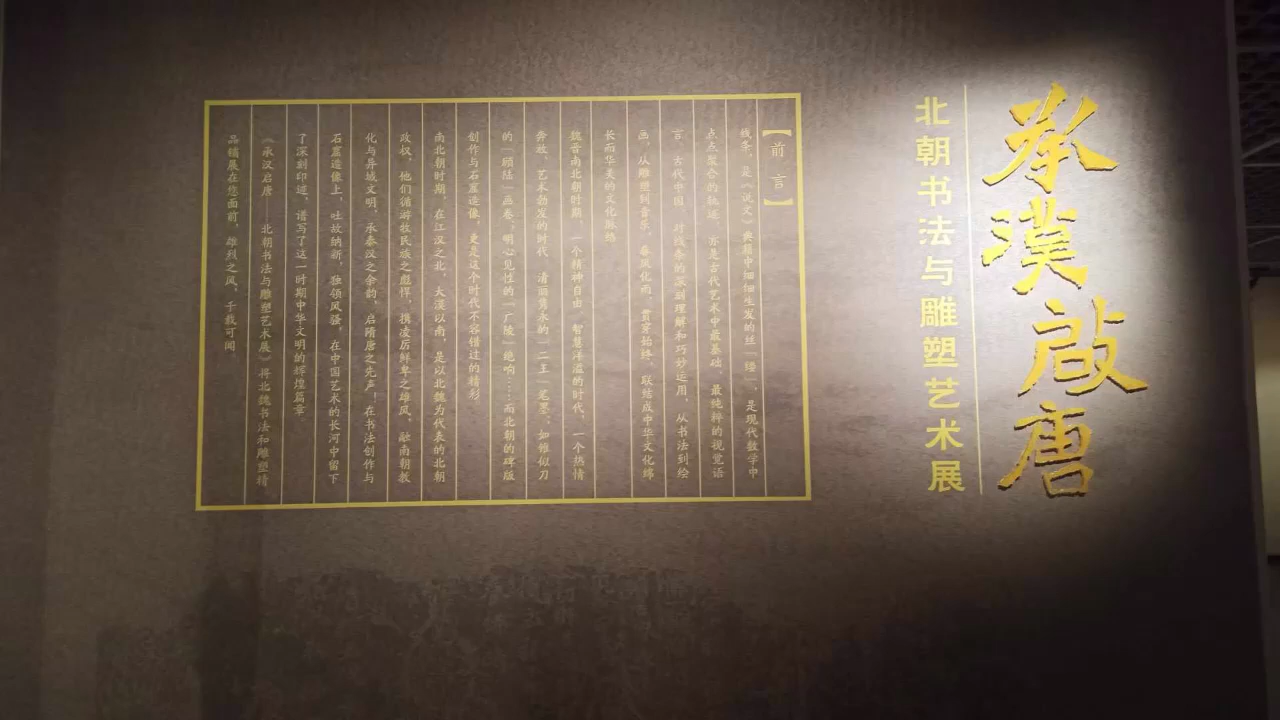 承漢啟唐
北朝书法与雕塑艺术展
【前言】
线条，是《说文》典籍中细细生发的丝「缕」，是现代数学中
点点聚合的轨迹，亦是古代艺术中最基础、最纯粹的视觉语
言。古代中国，对线条的深刻理解和巧妙运用，从书法到绘
画，从雕塑到音乐，春风化雨，贯穿始终，联结成中华文化绵
长而华美的文化脉络。
魏晋南北朝时期，一个精神自由、智慧洋溢的时代，一个热情
奔放、艺术勃发的时代。清丽隽永的「二王」笔墨，如锥似刀
的「顾陆」画卷，明心见性的「广陵」绝响……而北朝的碑版
创作与石窟造像，更是这个时代不容错过的精彩。
南北朝时期，在江汉之北、大漠以南，是以北魏为代表的北朝
政权，他们循游牧民族之彪悍，携凌厉鲜卑之雄风，融南朝教
化与异域文明，承秦汉之余韵，启隋唐之先声！在书法创作与
石窟造像上，吐故纳新，独领风骚，在中国艺术的长河中留下
了深刻印迹，谱写了这一时期中华文明的辉煌篇章。
《承汉启唐——北朝书法与雕塑艺术展》将北魏书法和雕塑精
品铺展在您面前，雄烈之风，千载可闻